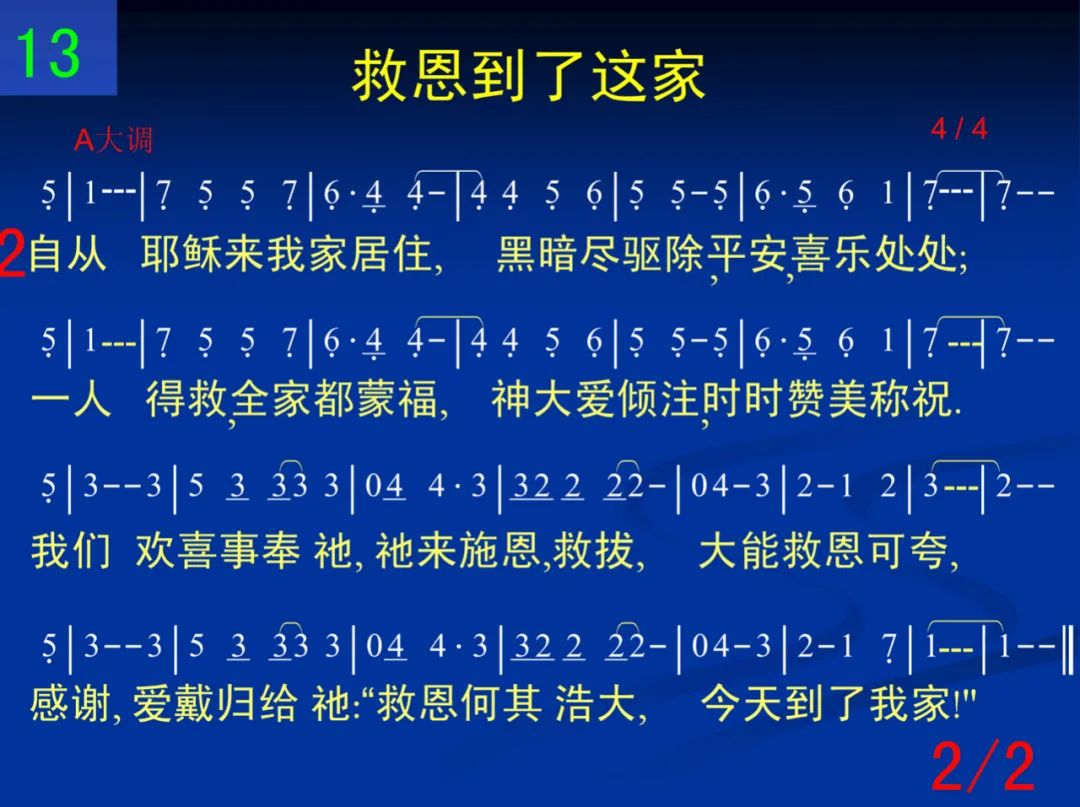 13
救恩到了这家
A大调
4/4
5|1---|7 5 5 7|6·4 4-|4 4 5 6|5 5-5|6·5 6 1|7---|7--
2自从 耶稣来我家居住, 黑暗尽驱除,平安,喜乐处处;
5|1---|7 5 5 7|6·4 4-|4 4 5 6|5 5-5|6·5 6 1|7---|7--
一人 得救,全家都蒙福, 神大爱倾注,时时赞美称祝.
5|3--3|5 3 33 3|04 4·3|32 2 22-|04-3|2-1 2|3---|2--
我们 欢喜事奉 祂, 祂来施恩,救拔, 大能救恩可夸,
5|3--3|5 3 33 3|04 4·3|32 2 22-|04-3|2-1 7|1---|1--‖
感谢, 爱戴归给 祂:“救恩何其 浩大, 今天到了我家!"
2/2